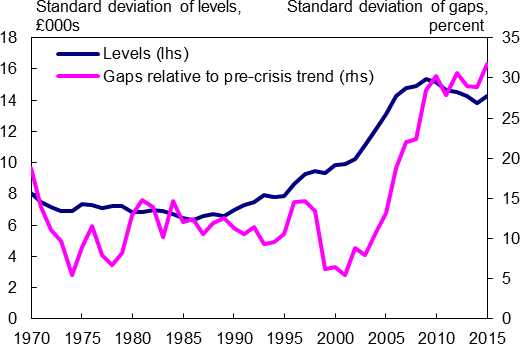 Standard deviation of levels,
£000s
Standard deviation of gaps,
percent
Levels (lhs)
Gaps relative to pre-crisis trend (rhs)
18
16
14
12
10
8
6
4
2
0
35
30
25
20
15
10
5
0
1970 1975 1980 1985 1990 1995 2000 2005 2010 2015